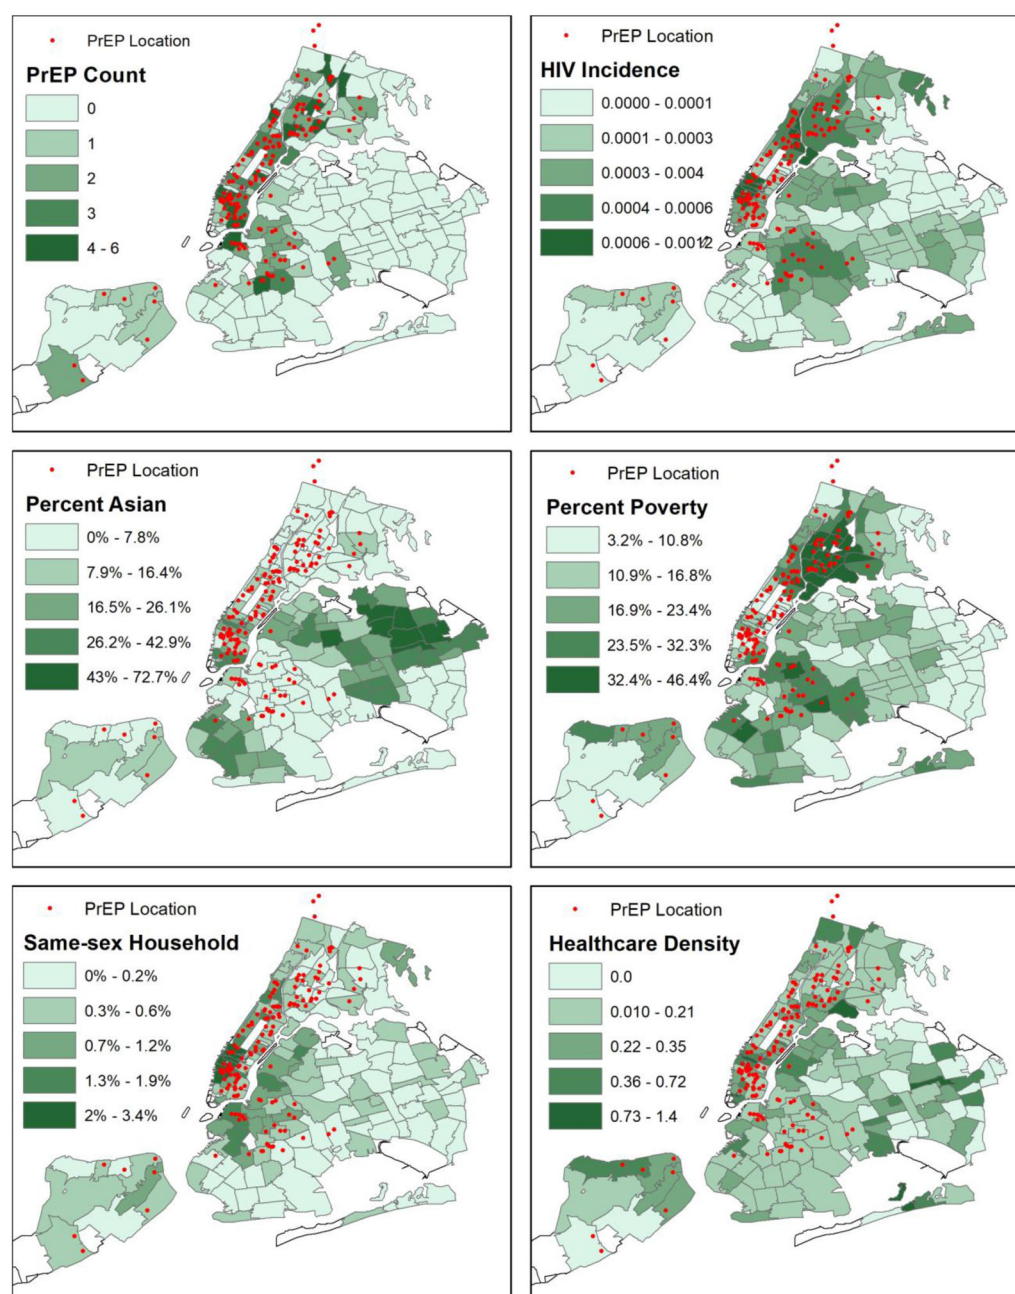 PrEP Location
PrEP Count
0
1
2
3
4 - 6
PrEP Location
HIV Incidence
0.0000 - 0.0001
0.0001 - 0.0003
0.0003 - 0.004
0.0004 - 0.0006
0.0006 - 0.0012
PrEP Location
Percent Asian
0% - 7.8%
7.9% - 16.4%
16.5% - 26.1%
26.2% - 42.9%
43% - 72.7%
PrEP Location
Percent Poverty
3.2% - 10.8%
10.9% - 16.8%
16.9% - 23.4%
23.5% - 32.3%
32.4% - 46.4%
PrEP Location
Same-sex Household
0% - 0.2%
0.3% - 0.6%
0.7% - 1.2%
1.3% - 1.9%
2% - 3.4%
PrEP Location
Healthcare Density
0.0
0.010 - 0.21
0.22 - 0.35
0.36 - 0.72
0.73 - 1.4